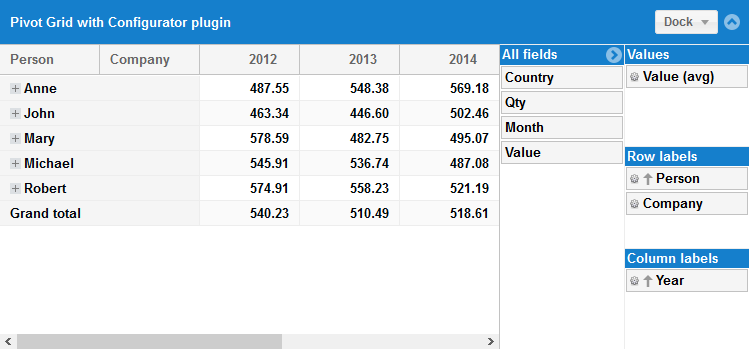 Pivot Grid with Configurator plugin
Dock
Person Company 2012 2013 2014
Anne 487.55 548.38 569.18
John 463.34 446.60 502.46
Mary 578.59 482.75 495.07
Michael 545.91 536.74 487.08
Robert 574.91 558.23 521.19
Grand total 540.23 510.49 518.61
All fields
Country
Qty
Month
Value
Values
Value (avg)
Row labels
Person
Company
Column labels
Year